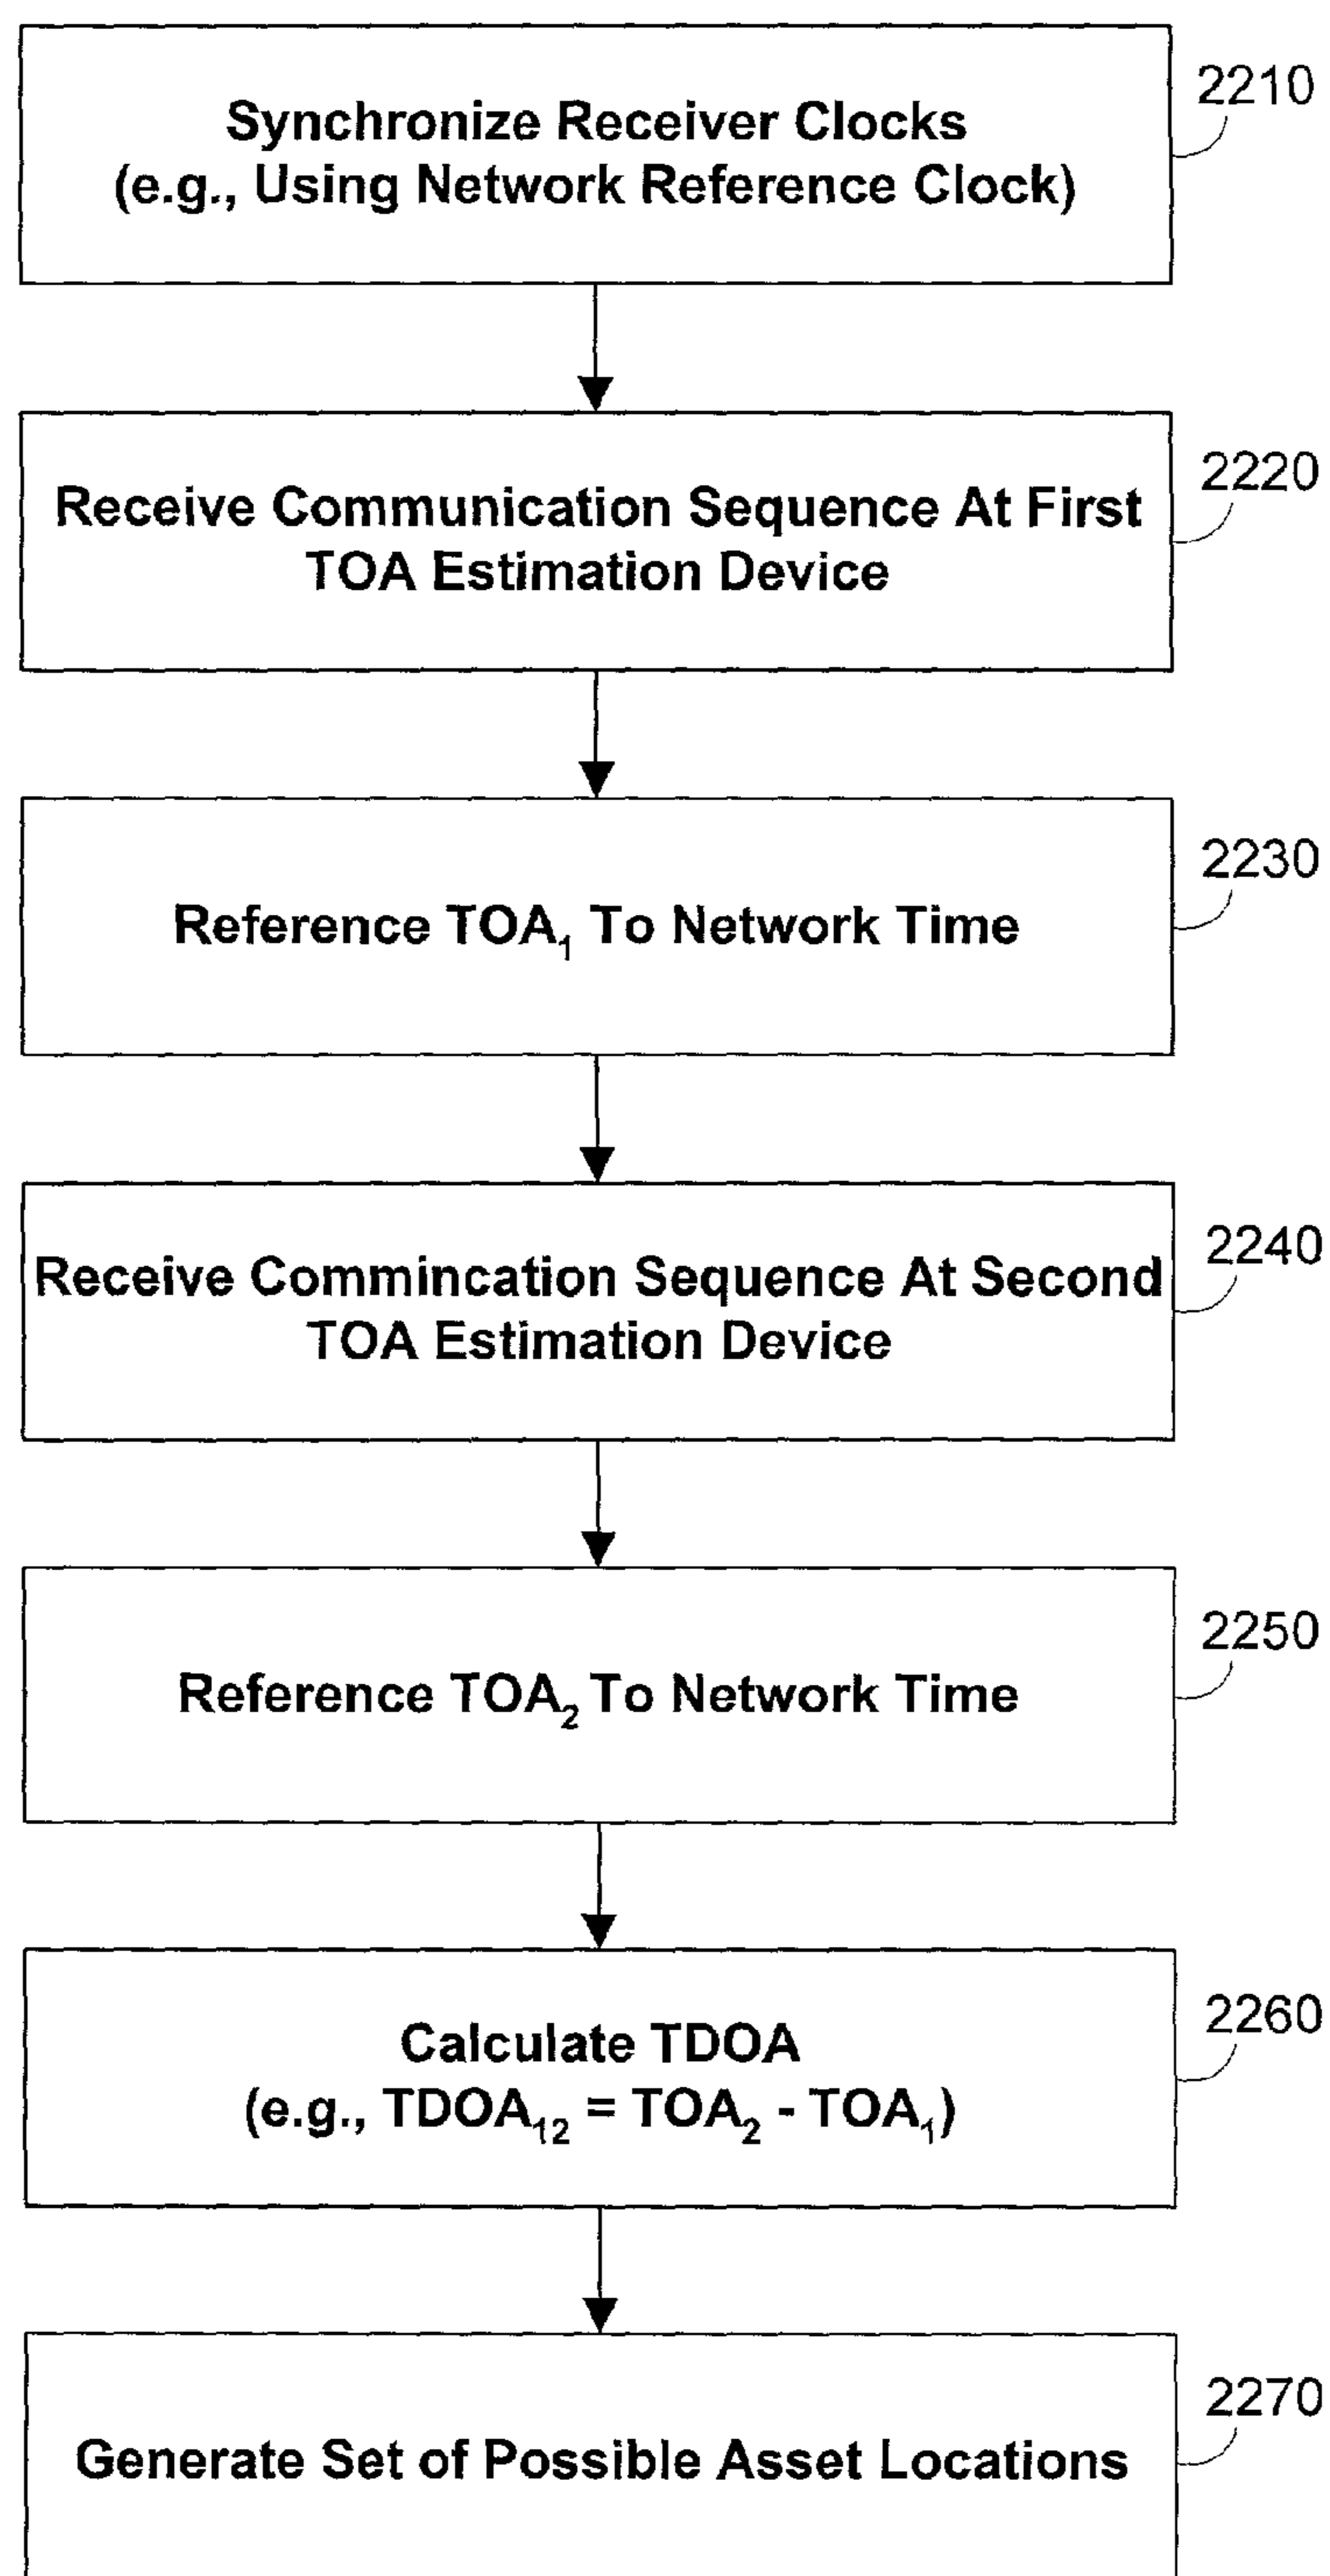 Synchronize Receiver Clocks
(e.g., Using Network Reference Clock)
2210
Receive Communication Sequence At First
TOA Estimation Device
2220
Reference TOA₁ To Network Time
2230
Receive Commincation Sequence At Second
TOA Estimation Device
2240
Reference TOA₂ To Network Time
2250
Calculate TDOA
(e.g., TDOA₁₂ = TOA₂ - TOA₁)
2260
Generate Set of Possible Asset Locations
2270